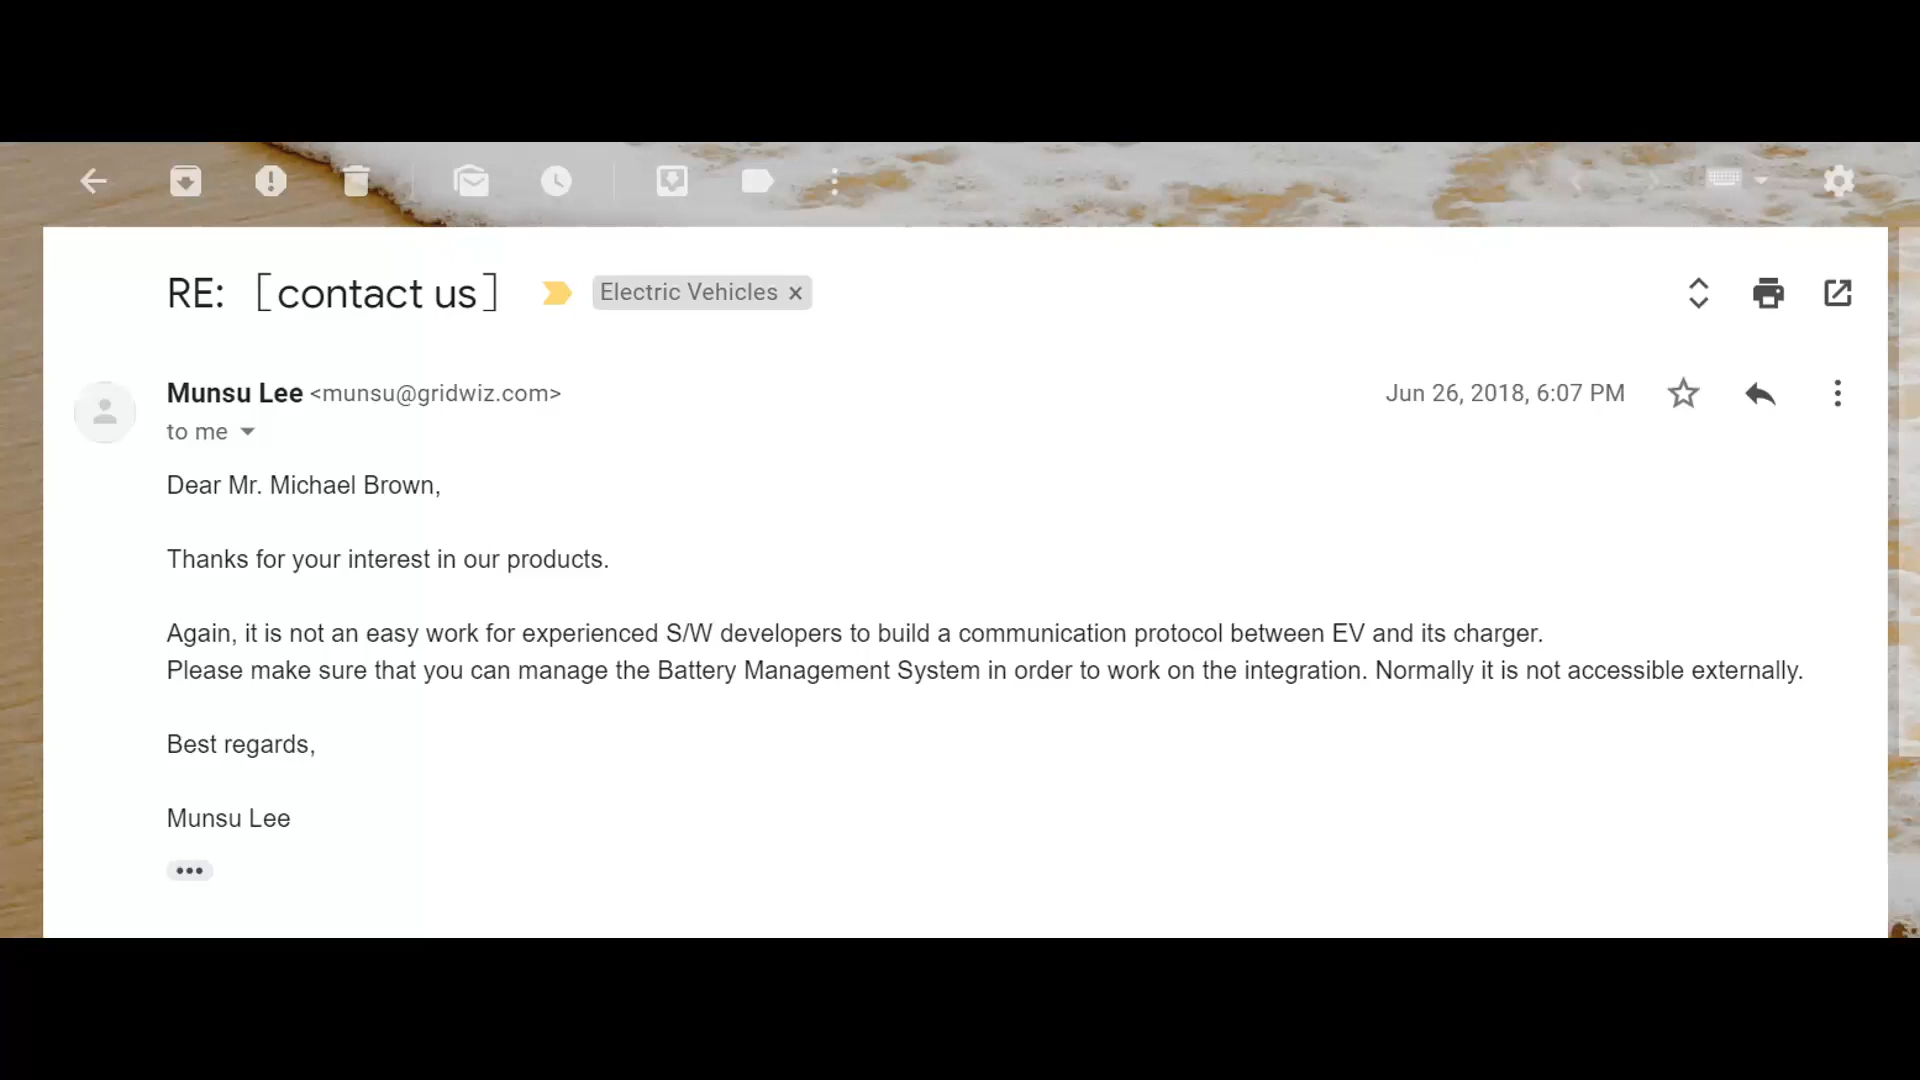 RE: [contact us] Electric Vehicles ×
Munsu Lee <munsu@gridwiz.com> Jun 26, 2018, 6:07 PM
to me
Dear Mr. Michael Brown,
Thanks for your interest in our products.
Again, it is not an easy work for experienced S/W developers to build a communication protocol between EV and its charger.
Please make sure that you can manage the Battery Management System in order to work on the integration. Normally it is not accessible externally.
Best regards,
Munsu Lee